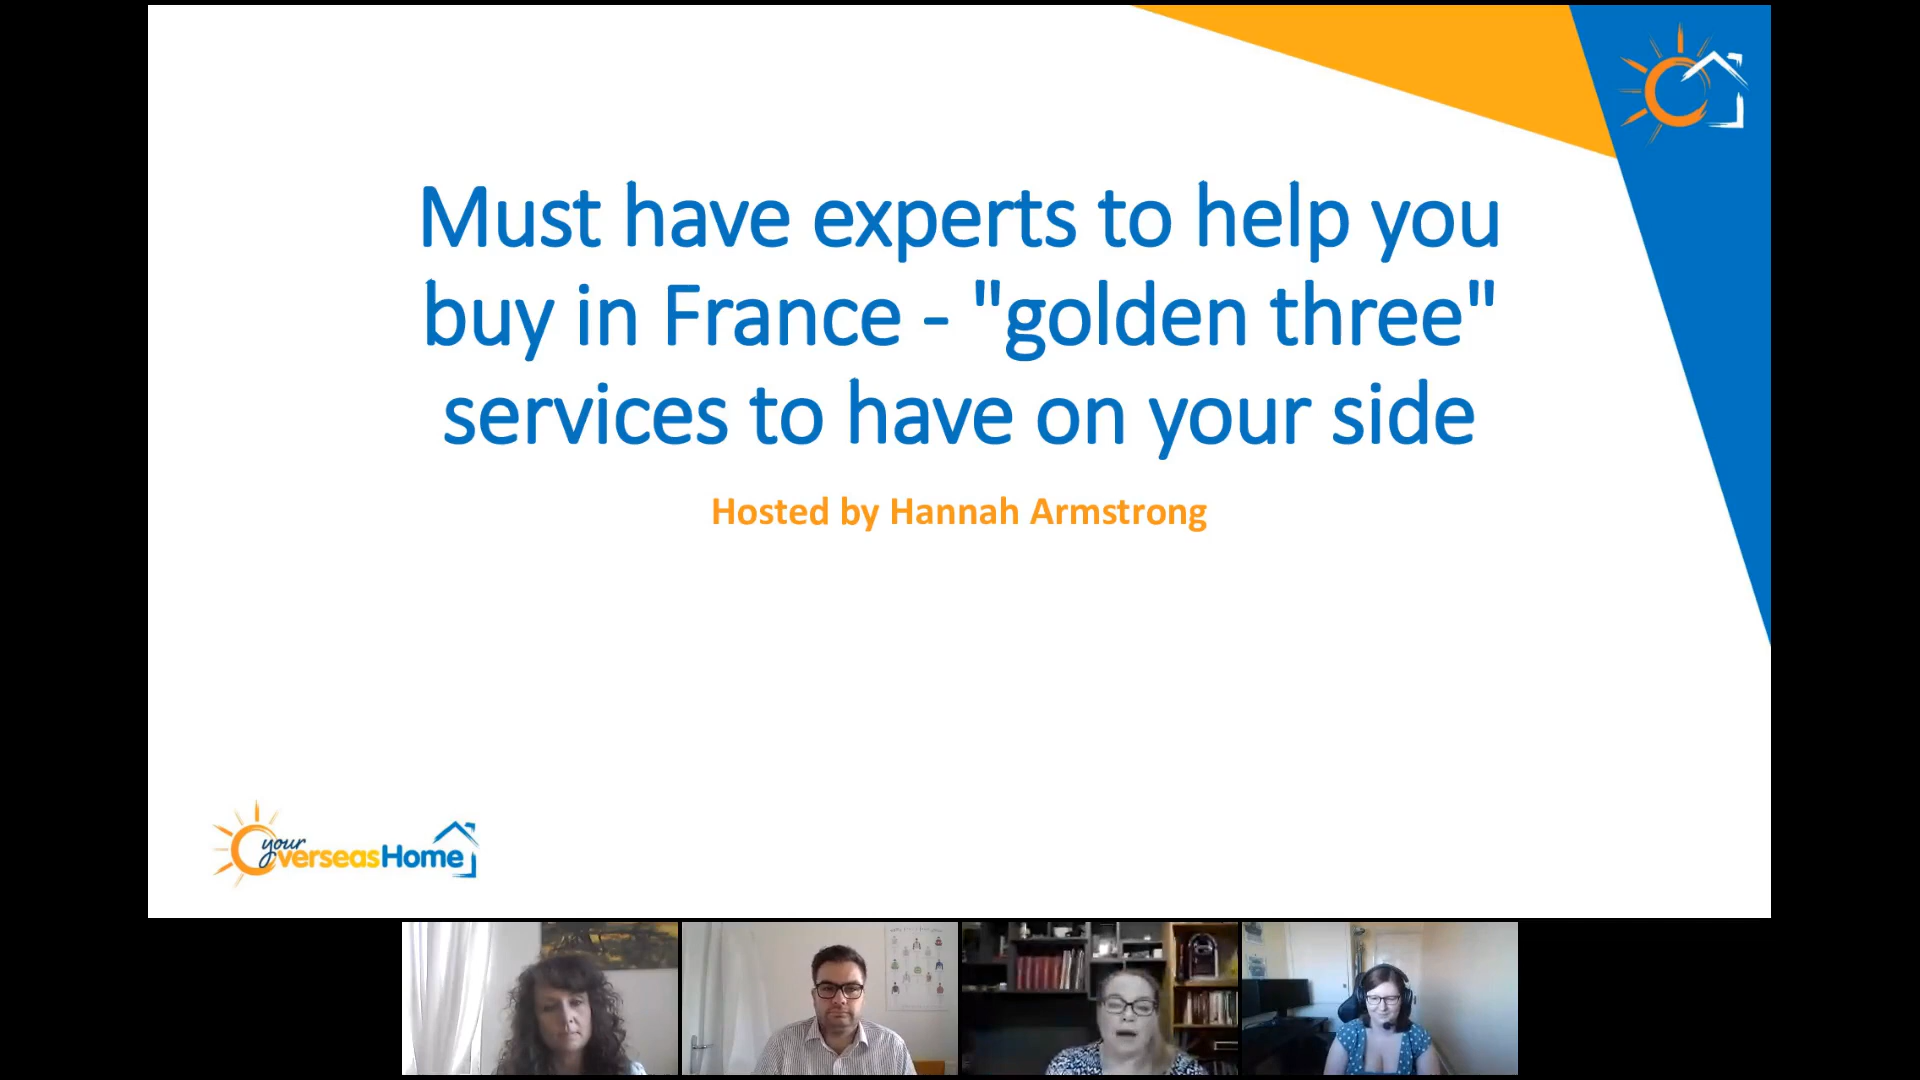 Must have experts to help you
buy in France - "golden three"
services to have on your side
Hosted by Hannah Armstrong
your
OverseasHome